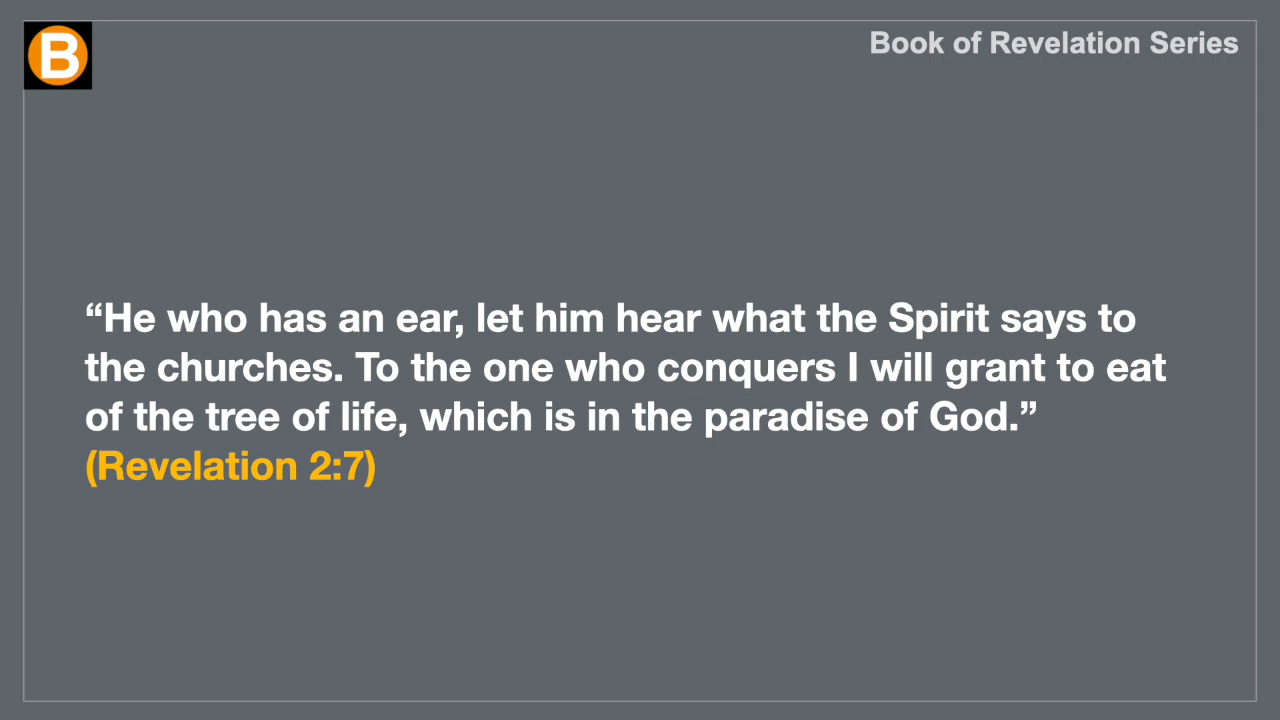 B
Book of Revelation Series
“He who has an ear, let him hear what the Spirit says to
the churches. To the one who conquers I will grant to eat
of the tree of life, which is in the paradise of God.”
(Revelation 2:7)